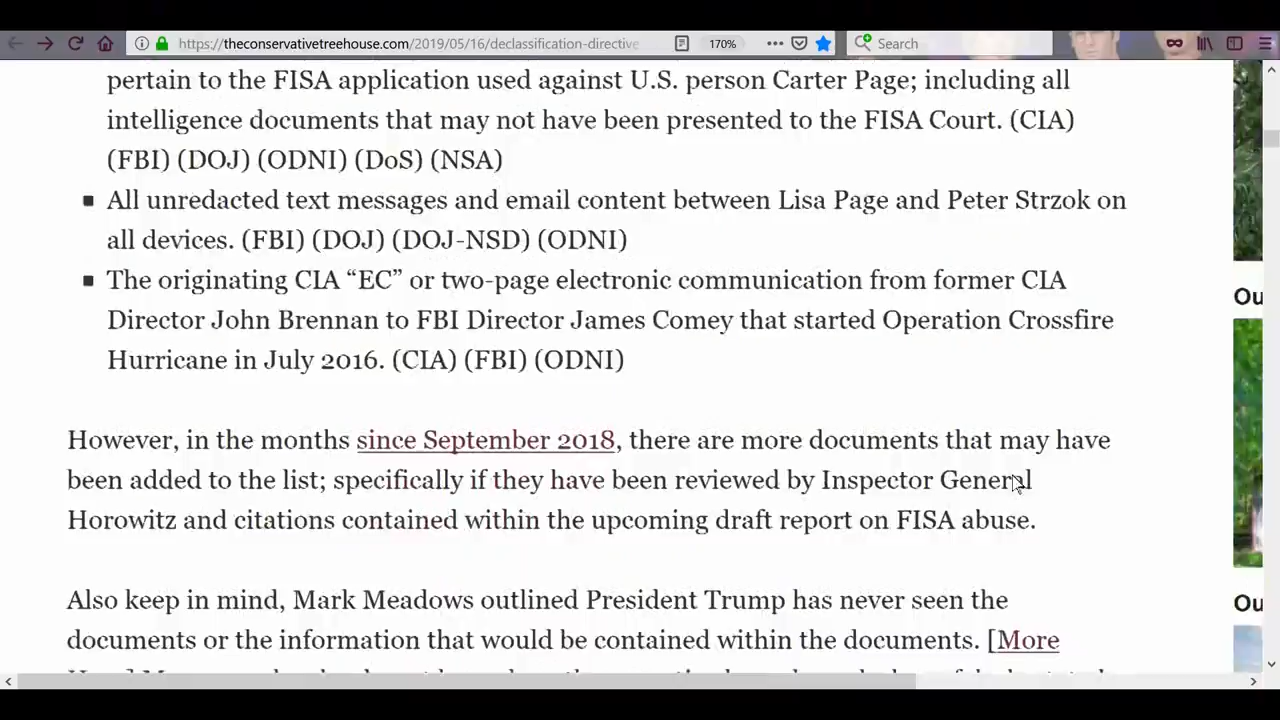 https://theconservativetreehouse.com/2019/05/16/declassification-directive
170%
Search
pertain to the FISA application used against U.S. person Carter Page; including all
intelligence documents that may not have been presented to the FISA Court. (CIA)
(FBI) (DOJ) (ODNI) (DoS) (NSA)
All unredacted text messages and email content between Lisa Page and Peter Strzok on
all devices. (FBI) (DOJ) (DOJ-NSD) (ODNI)
The originating CIA “EC” or two-page electronic communication from former CIA
Director John Brennan to FBI Director James Comey that started Operation Crossfire
Hurricane in July 2016. (CIA) (FBI) (ODNI)
Ou
However, in the months since September 2018, there are more documents that may have
been added to the list; specifically if they have been reviewed by Inspector General
Horowitz and citations contained within the upcoming draft report on FISA abuse.
Also keep in mind, Mark Meadows outlined President Trump has never seen the
Ou
documents or the information that would be contained within the documents. [More